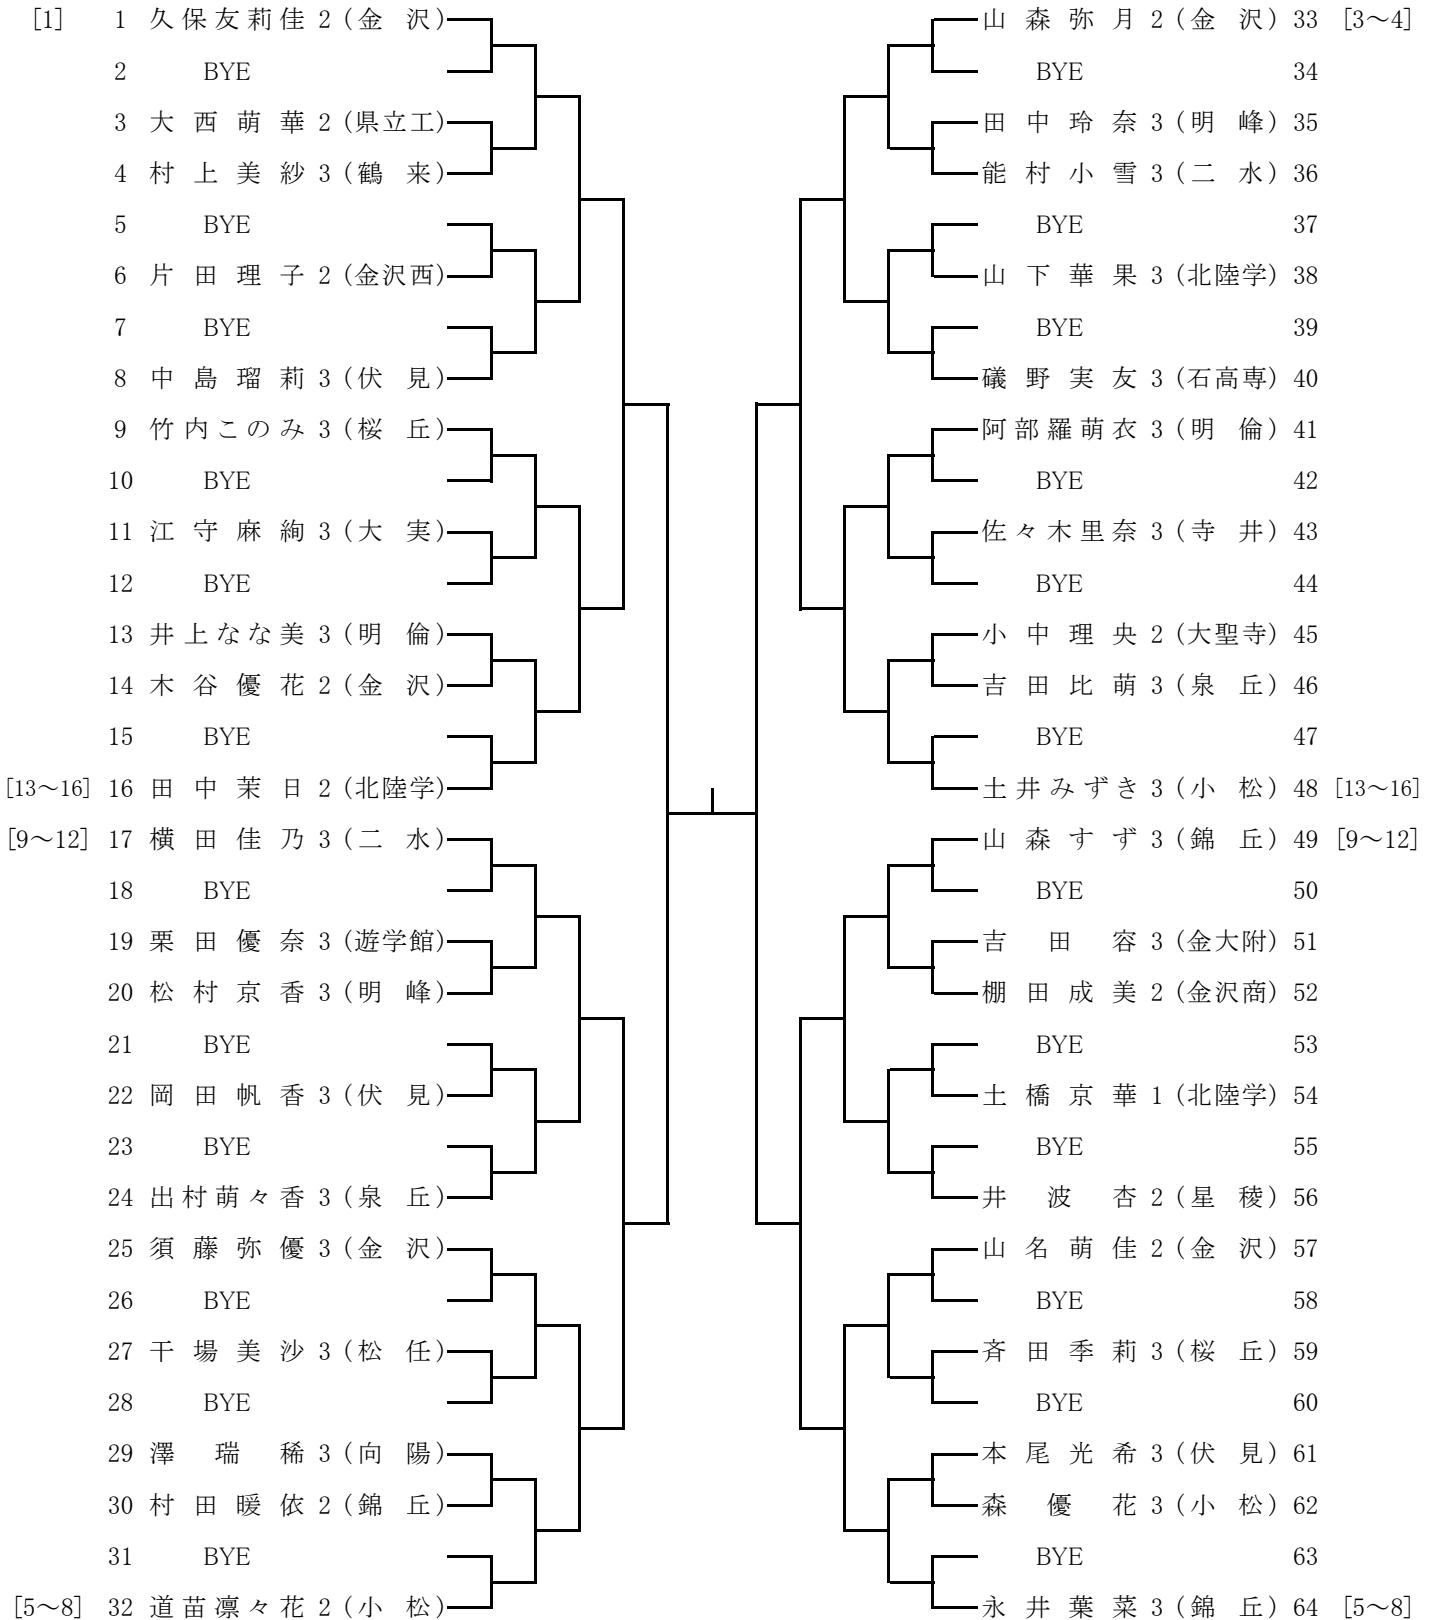 [1] 1 久保友莉佳 2 (金 沢)
2 BYE
3 大西萌華 2 (県立工)
4 村上美紗 3 (鶴 来)
5 BYE
6 片田理子 2 (金沢西)
7 BYE
8 中島瑠莉 3 (伏 見)
9 竹内このみ 3 (桜 丘)
10 BYE
11 江守麻絢 3 (大 実)
12 BYE
13 井上なな美 3 (明 倫)
14 木谷優花 2 (金 沢)
15 BYE
[13～16] 16 田中茉日 2 (北陸学)
[9～12] 17 横田佳乃 3 (二 水)
18 BYE
19 栗田優奈 3 (遊学館)
20 松村京香 3 (明 峰)
21 BYE
22 岡田帆香 3 (伏 見)
23 BYE
24 出村萌々香 3 (泉 丘)
25 須藤弥優 3 (金 沢)
26 BYE
27 干場美沙 3 (松 任)
28 BYE
29 澤瑞稀 3 (向 陽)
30 村田暖依 2 (錦 丘)
31 BYE
[5～8] 32 道苗凛々花 2 (小 松)
山森弥月 2 (金 沢) 33 [3～4]
BYE 34
田中玲奈 3 (明 峰) 35
能村小雪 3 (二 水) 36
BYE 37
山下華果 3 (北陸学) 38
BYE 39
礒野実友 3 (石高専) 40
阿部羅萌衣 3 (明 倫) 41
BYE 42
佐々木里奈 3 (寺 井) 43
BYE 44
小中理央 2 (大聖寺) 45
吉田比萌 3 (泉 丘) 46
BYE 47
土井みずき 3 (小 松) 48 [13～16]
山森すず 3 (錦 丘) 49 [9～12]
BYE 50
吉田容 3 (金大附) 51
棚田成美 2 (金沢商) 52
BYE 53
土橋京華 1 (北陸学) 54
BYE 55
井波杏 2 (星 稜) 56
山名萌佳 2 (金 沢) 57
BYE 58
斉田季莉 3 (桜 丘) 59
BYE 60
本尾光希 3 (伏 見) 61
森優花 3 (小 松) 62
BYE 63
永井葉菜 3 (錦 丘) 64 [5～8]